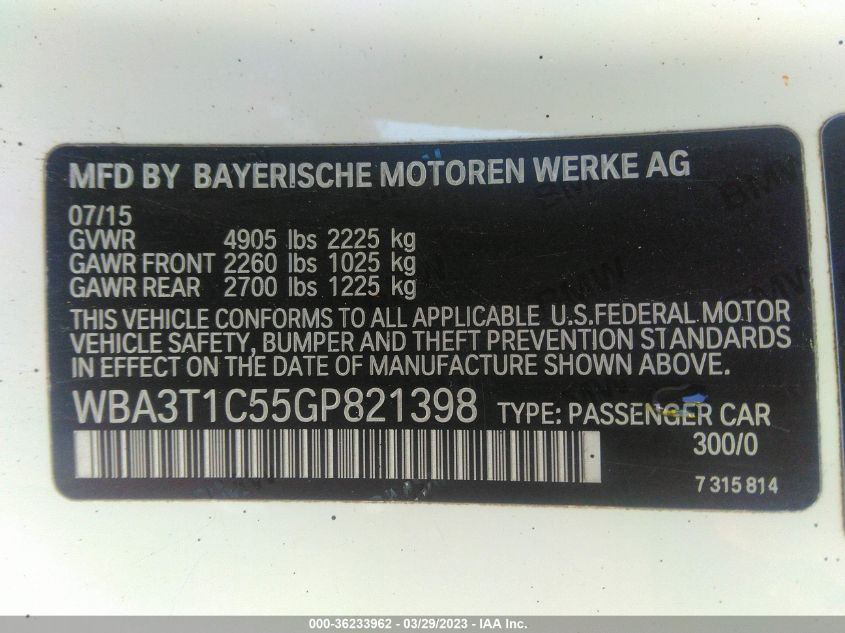 MFD BY BAYERISCHE MOTOREN WERKE AG
07/15
GVWR 4905 lbs 2225 kg
GAWR FRONT 2260 lbs 1025 kg
GAWR REAR 2700 lbs 1225 kg
THIS VEHICLE CONFORMS TO ALL APPLICABLE U.S.FEDERAL MOTOR
VEHICLE SAFETY, BUMPER AND THEFT PREVENTION STANDARDS
IN EFFECT ON THE DATE OF MANUFACTURE SHOWN ABOVE.
WBA3T1C55GP821398 TYPE: PASSENGER CAR
300/0
7 315 814
000-36233962 - 03/29/2023 - IAA Inc.